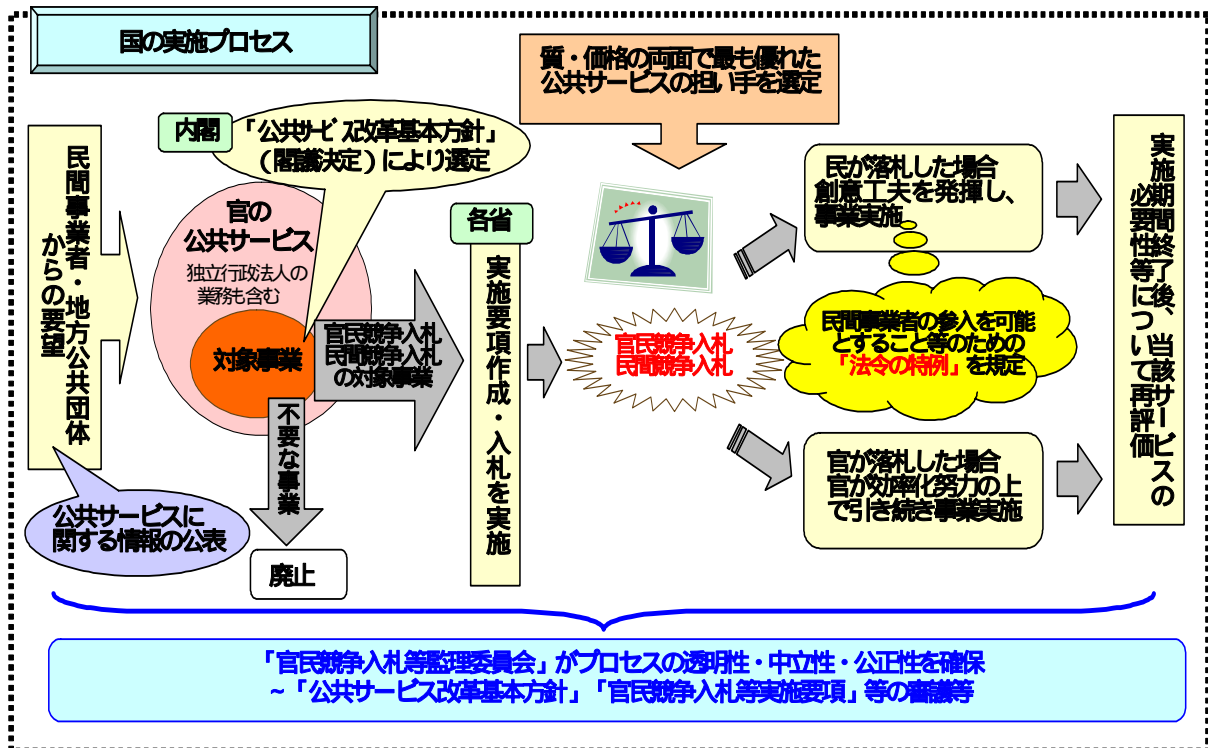 国の実施プロセス
質・価格の両面で最も優れた
公共サービスの担い手を選定
内閣
「公共サービス改革基本方針」
(閣議決定)により選定
民間事業者・地方公共団体
からの要望
官の
公共サービス
独立行政法人の
業務も含む
対象事業
官民競争入札
民間競争入札
の対象事業
不要な事業
廃止
公共サービスに
関する情報の公表
各省
実施要項作成・入札を実施
官民競争入札
民間競争入札
民が落札した場合
創意工夫を発揮し、
事業実施
民間事業者の参入を可能
とすること等のための
「法令の特例」を規定
官が落札した場合
官が効率化努力の上
で引き続き事業実施
実施期間終了後、当該サービスの
必要性等について再評価
「官民競争入札等監理委員会」がプロセスの透明性・中立性・公正性を確保
~「公共サービス改革基本方針」「官民競争入札等実施要項」等の審議等